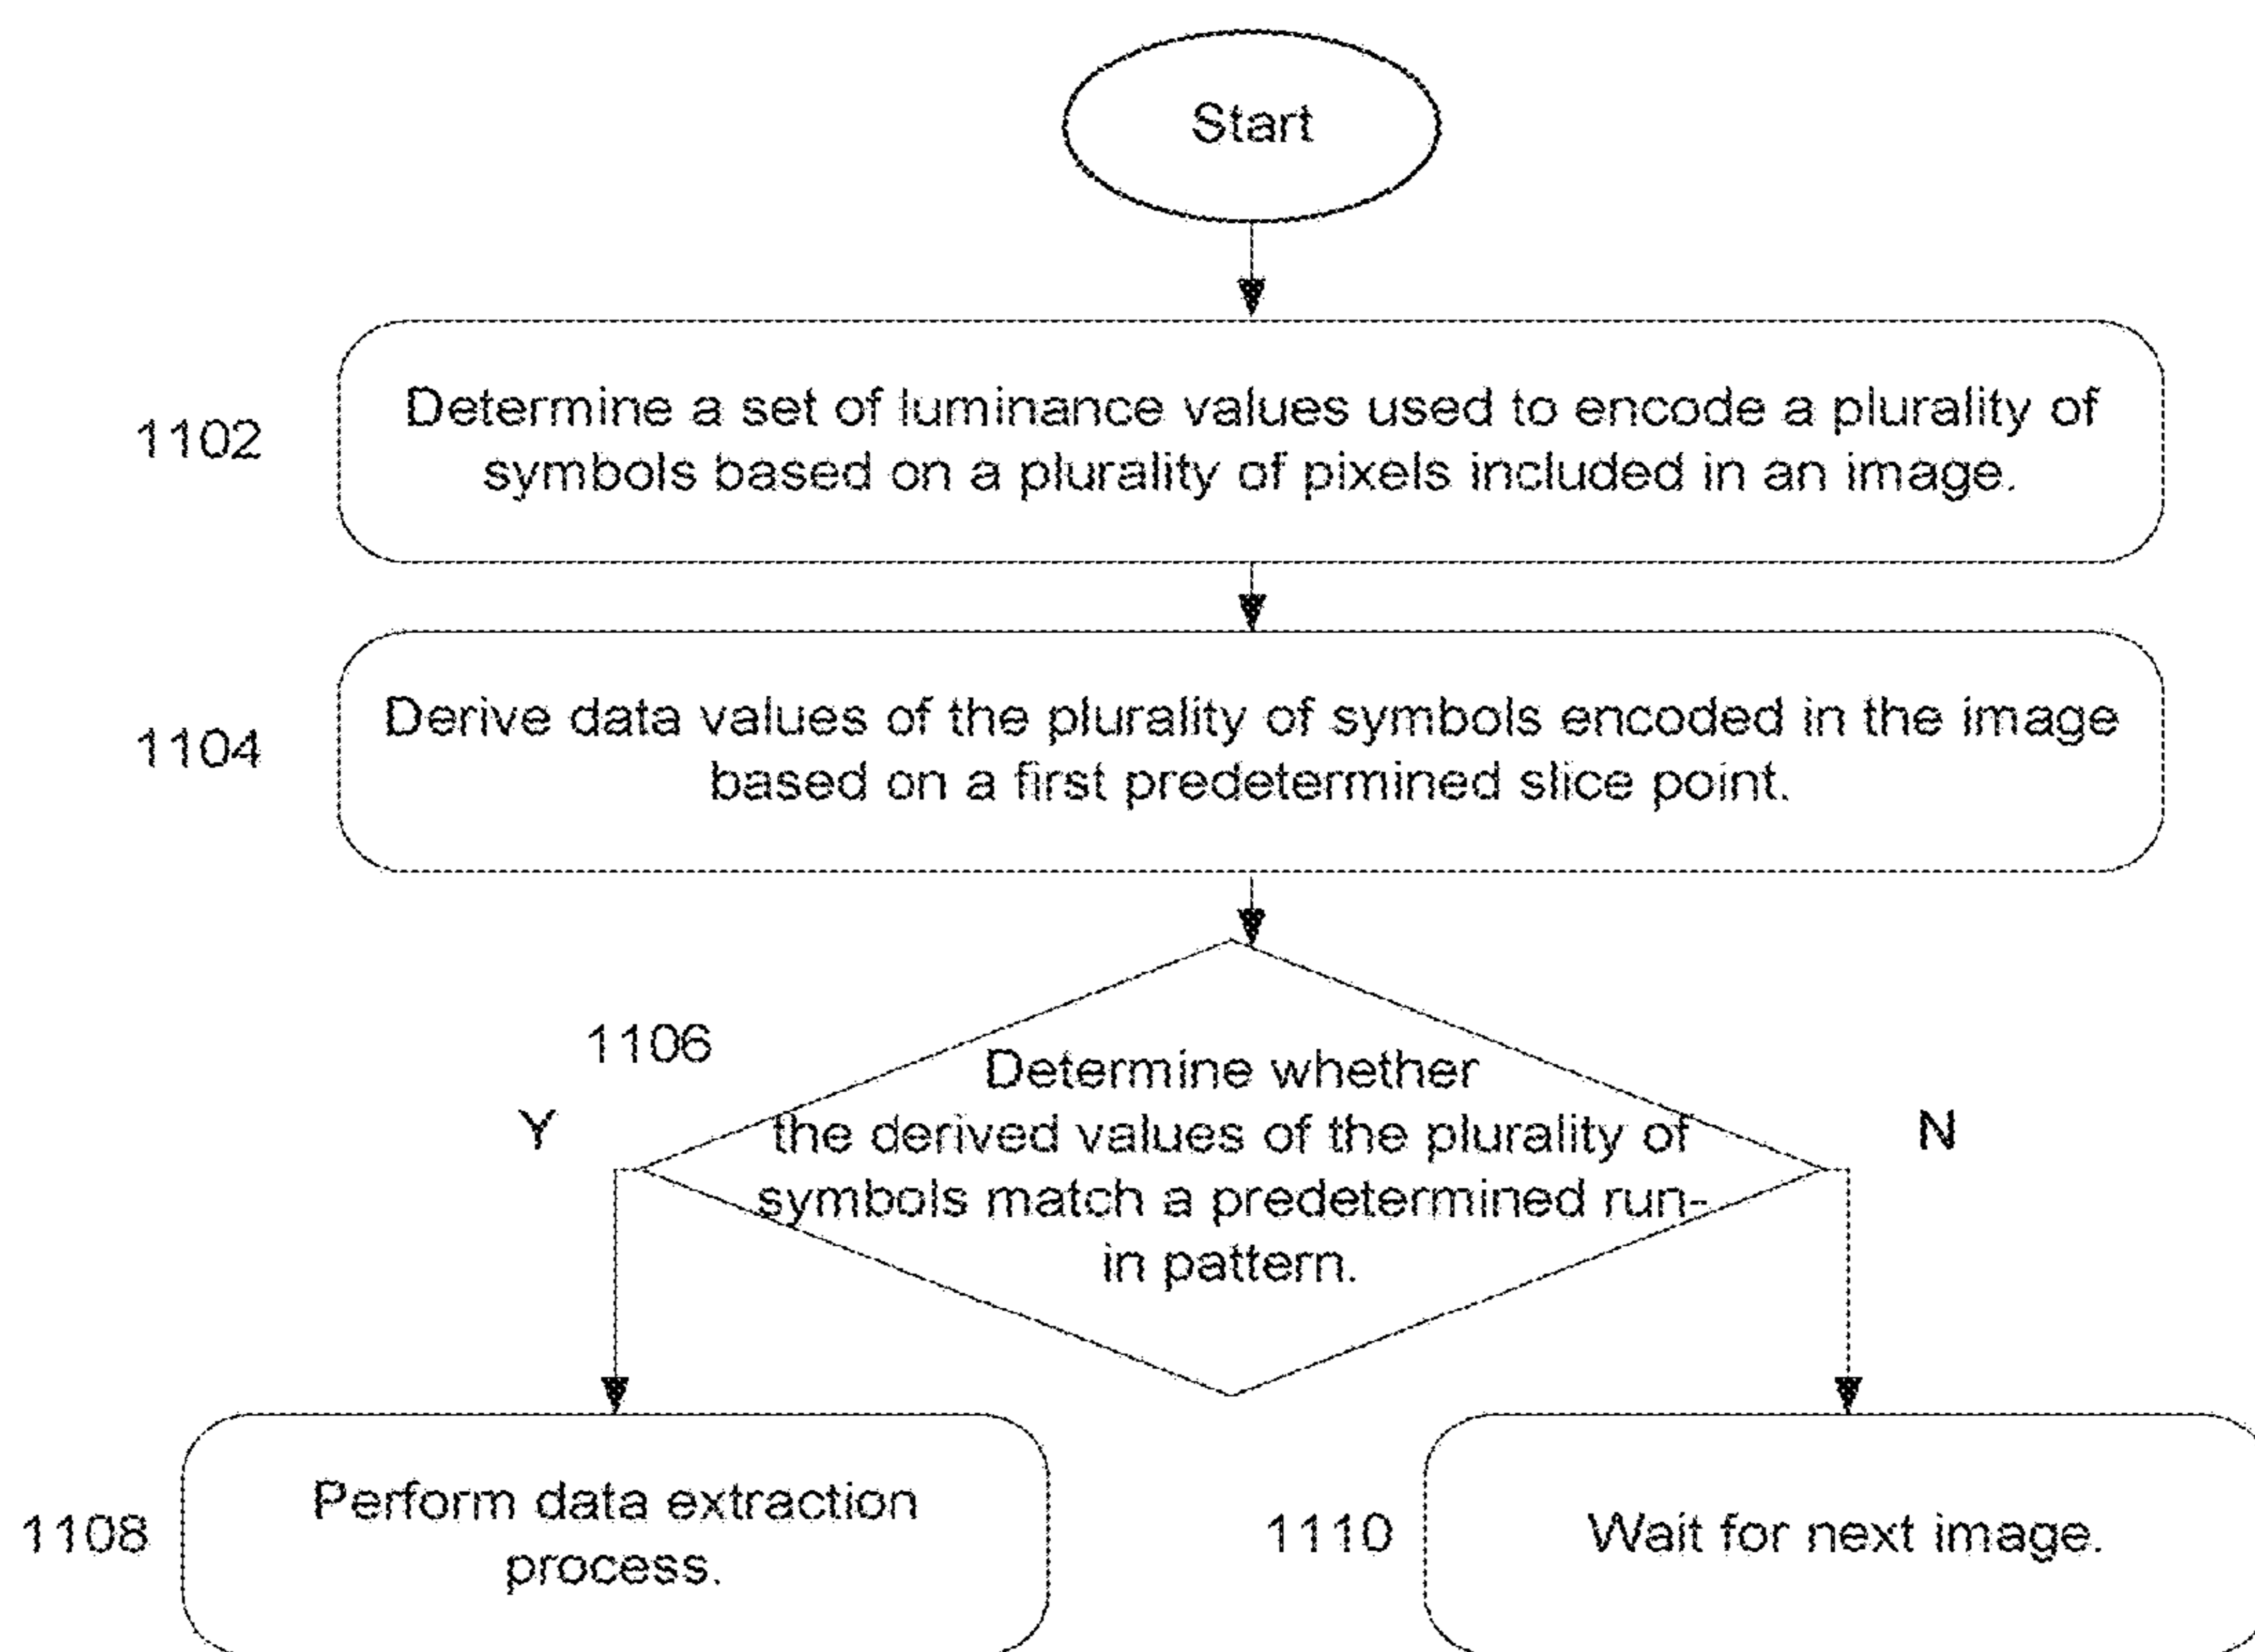 Start
1102
Determine a set of luminance values used to encode a plurality of
symbols based on a plurality of pixels included in an image.
1104
Derive data values of the plurality of symbols encoded in the image
based on a first predetermined slice point.
1106
Y
N
Determine whether
the derived values of the plurality of
symbols match a predetermined run-
in pattern.
1108
Perform data extraction
process.
1110
Wait for next image.